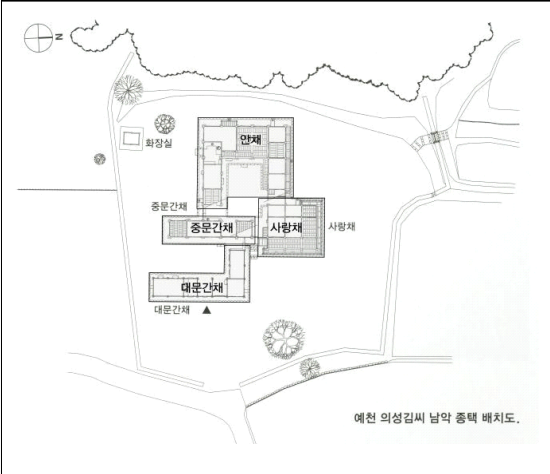 N
안채
화장실
중문간채
중문간채
사랑채
사랑채
대문간채
대문간채
예천 의성김씨 남악 종택 배치도.